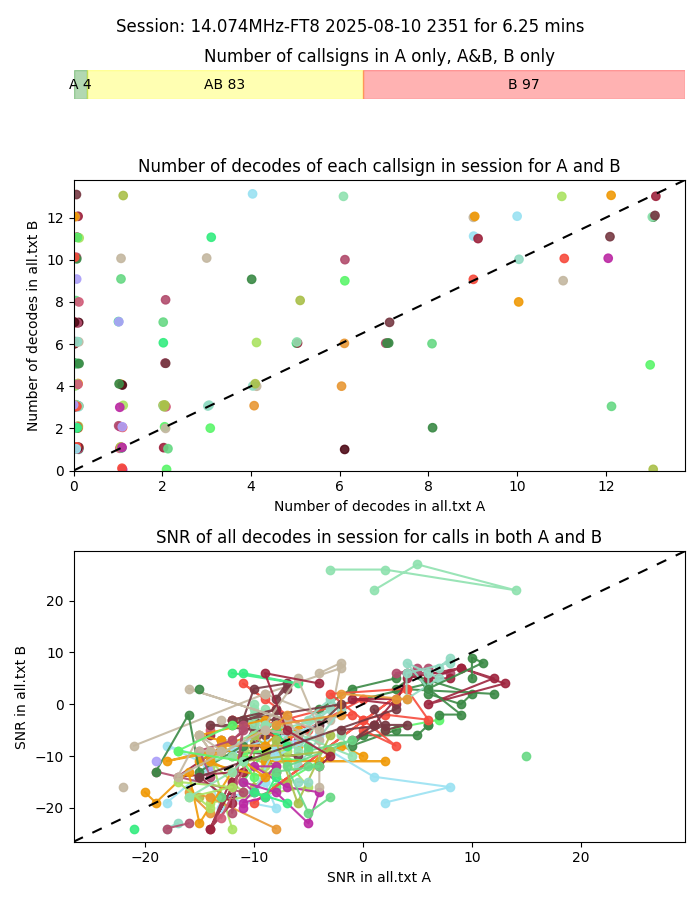 Session: 14.074MHz-FT8 2025-08-10 2351 for 6.25 mins
Number of callsigns in A only, A&B, B only
A 4 AB 83 B 97
Number of decodes of each callsign in session for A and B
Number of decodes in all.txt B
12
10
8
6
4
2
0
0 2 4 6 8 10 12
Number of decodes in all.txt A
SNR of all decodes in session for calls in both A and B
SNR in all.txt B
20
10
0
−10
−20
−20 −10 0 10 20
SNR in all.txt A